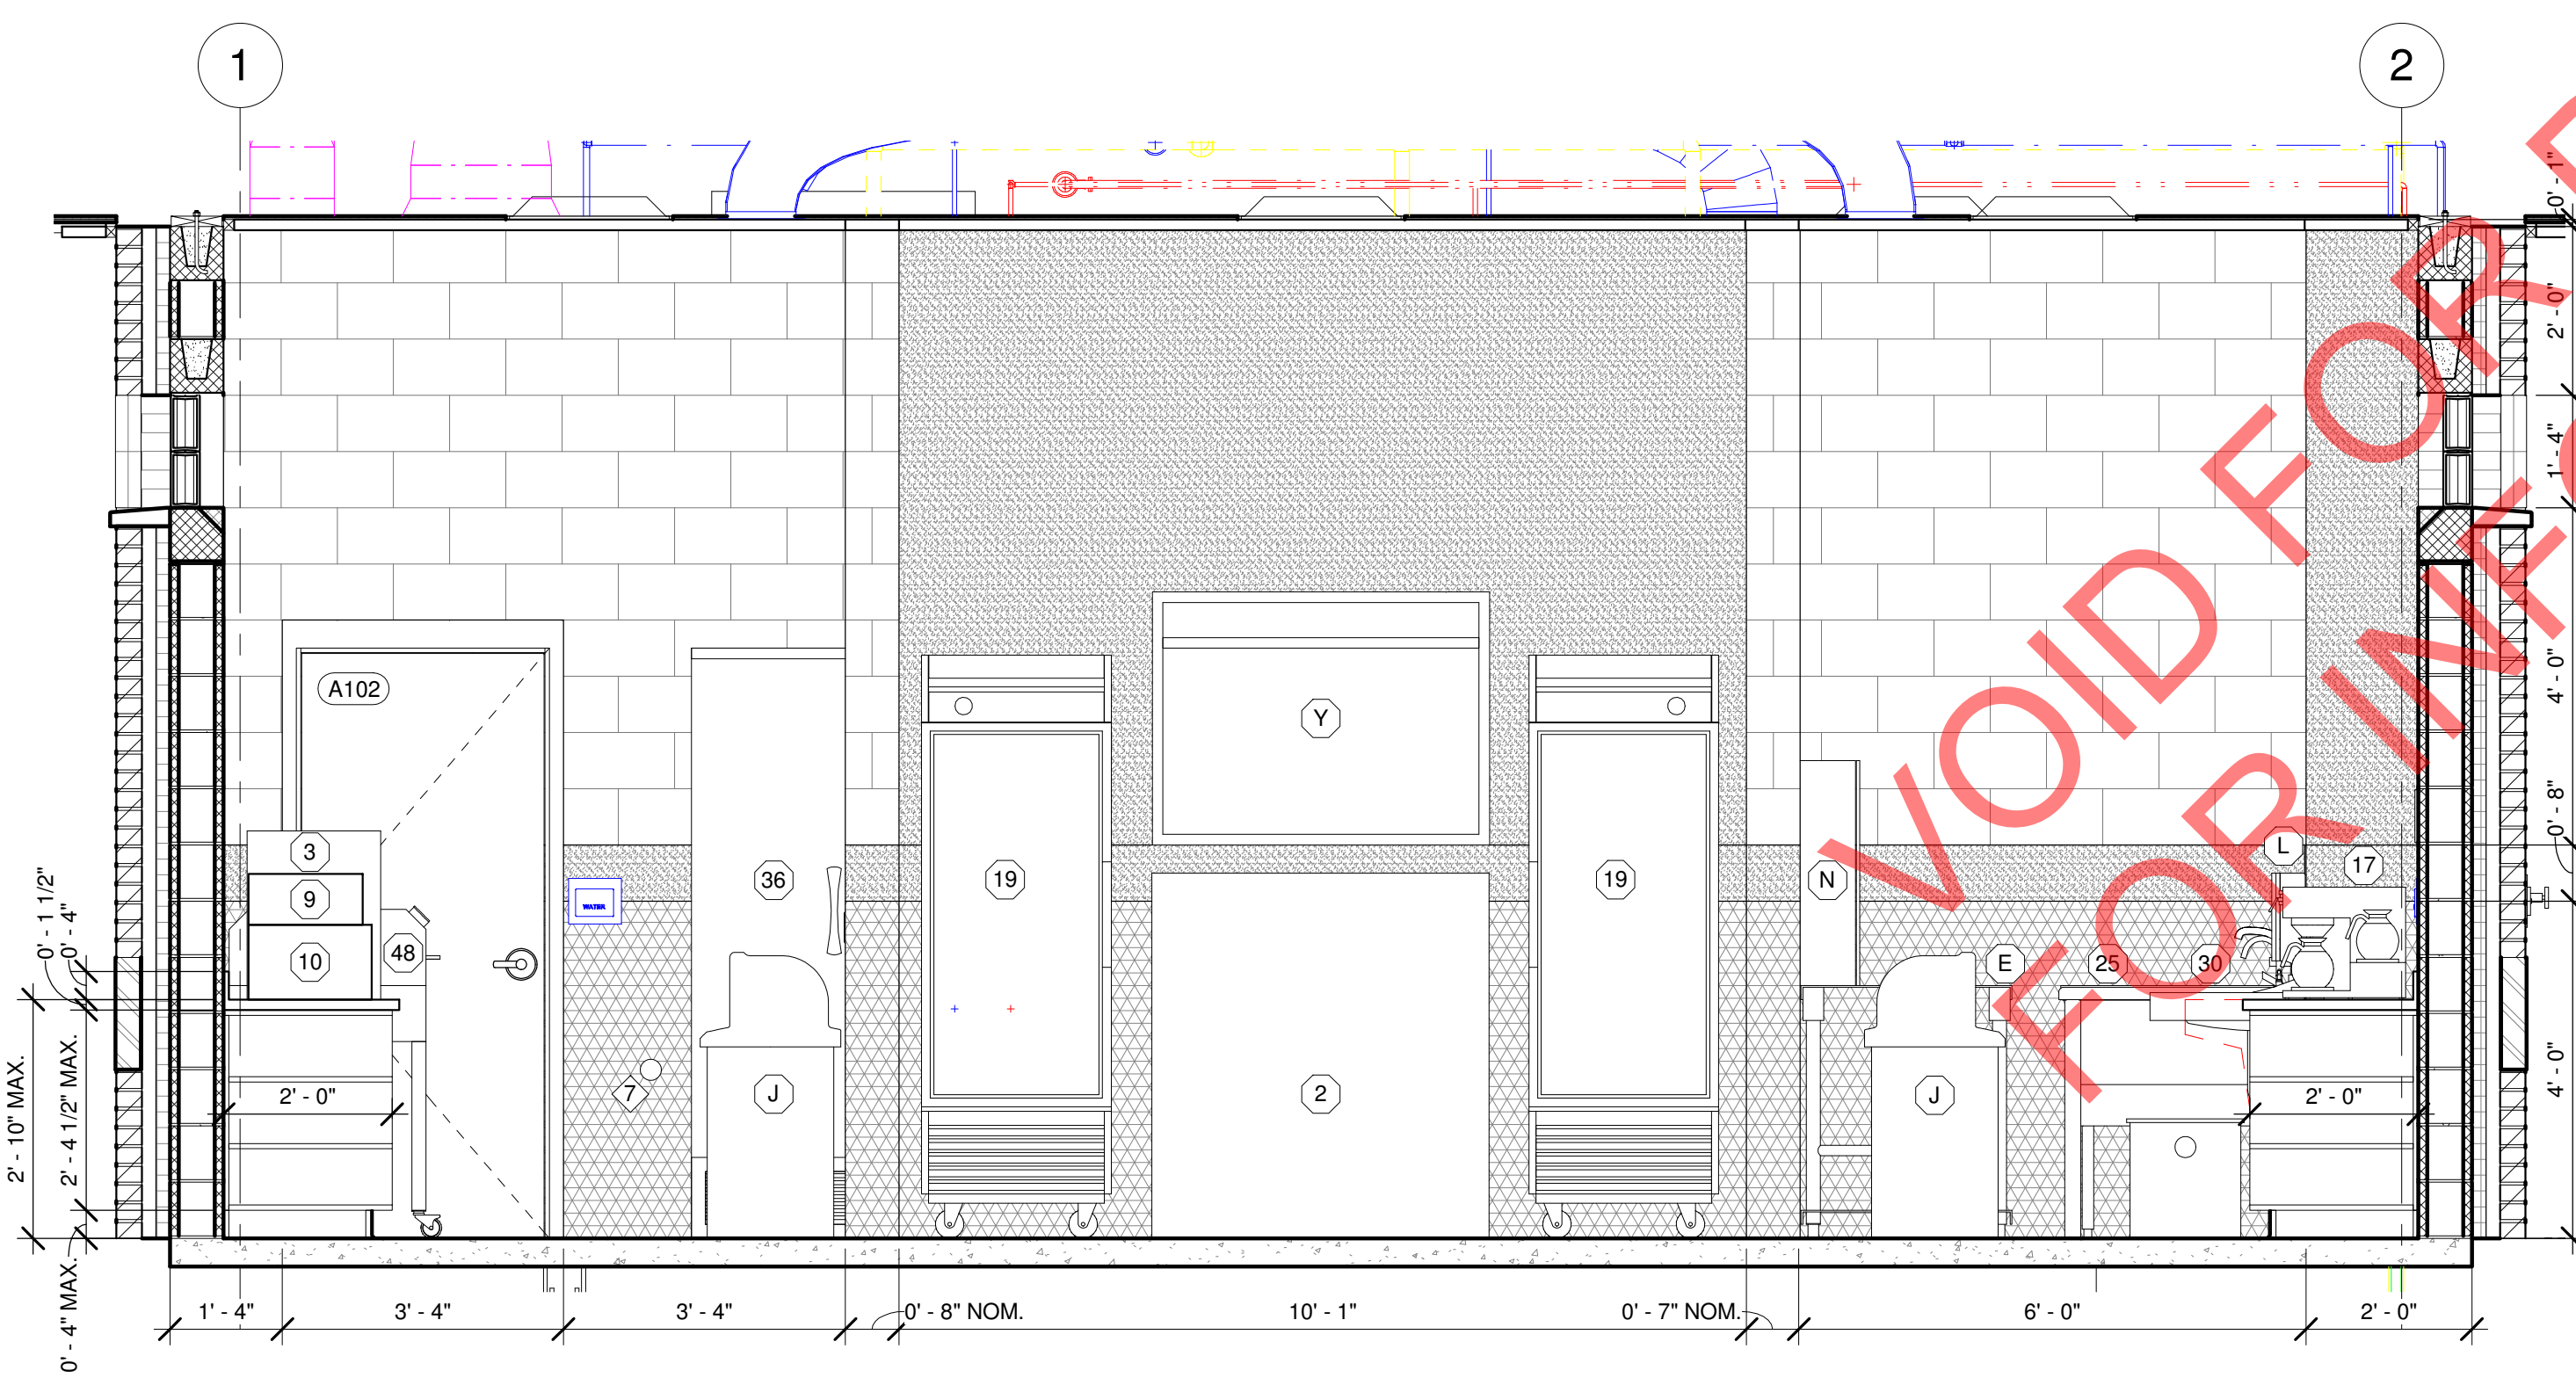 1
2
A102
Y
3
9
10
48
WATER
36
19
19
N
L
17
E
25
30
7
J
2
J
2' - 0"
2' - 0"
0' - 1 1/2"
0' - 4"
2' - 10" MAX.
2' - 4 1/2" MAX.
0' - 4" MAX.
0' - 1"
2' - 0"
1' - 4"
4' - 0"
0' - 8"
4' - 0"
1' - 4"
3' - 4"
3' - 4"
0' - 8" NOM.
10' - 1"
0' - 7" NOM.
6' - 0"
2' - 0"
VOID FOR
FOR INF